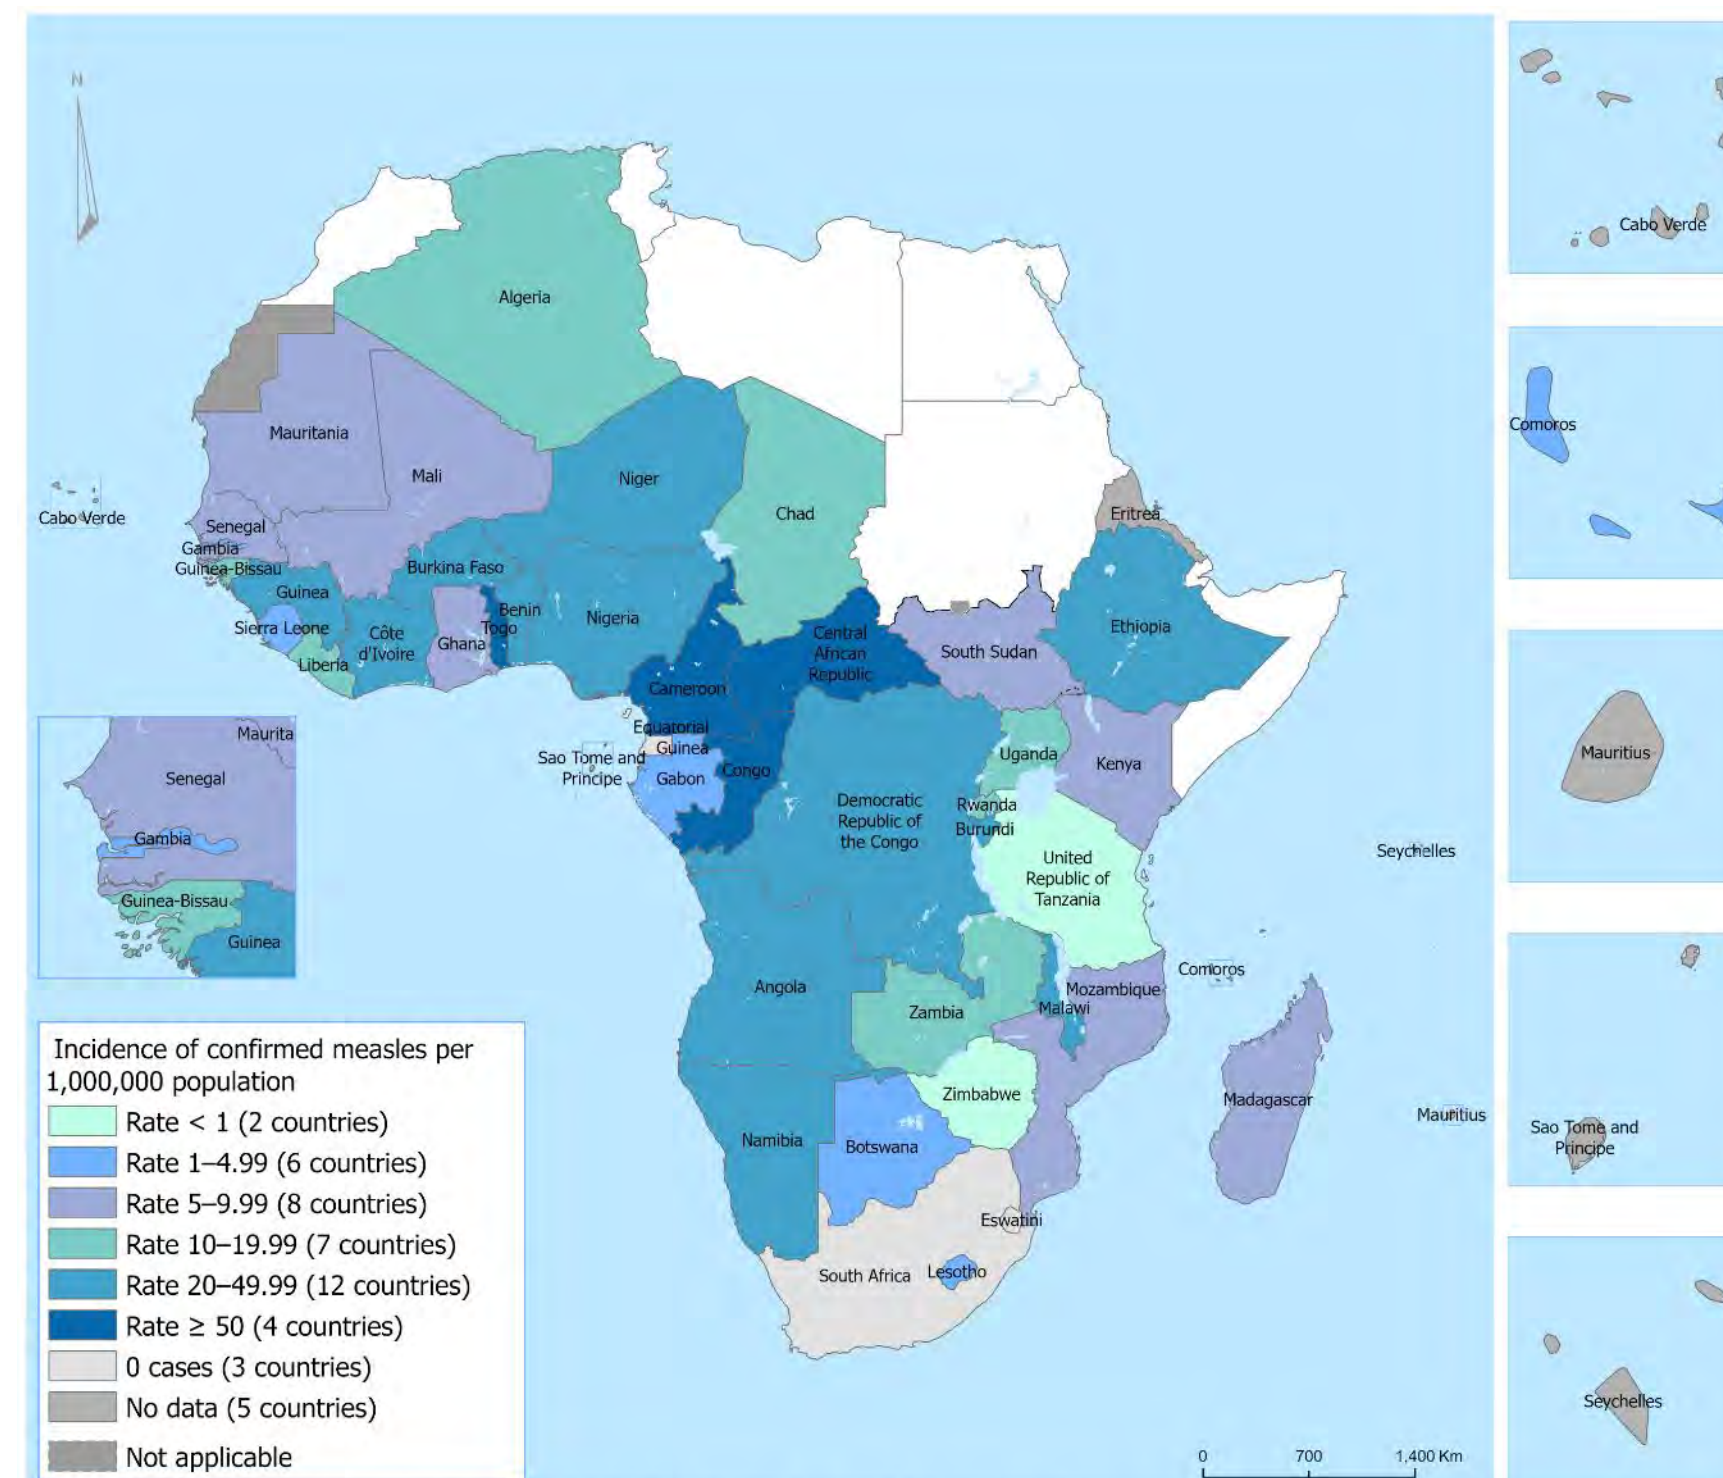 N
Algeria
Mauritania
Mali
Niger
Chad
Cabo Verde
Senegal
Gambia
Guinea-Bissau
Guinea
Sierra Leone
Liberia
Burkina Faso
Côte
d'Ivoire
Ghana
Togo
Benin
Nigeria
Eritrea
Ethiopia
Central
African
Republic
South Sudan
Cameroon
Equatorial
Guinea
Sao Tome and
Principe
Gabon
Congo
Democratic
Republic of
the Congo
Uganda
Kenya
Rwanda
Burundi
United
Republic of
Tanzania
Seychelles
Comoros
Angola
Zambia
Malawi
Mozambique
Zimbabwe
Madagascar
Mauritius
Namibia
Botswana
Eswatini
South Africa
Lesotho
Maurita
Senegal
Gambia
Guinea-Bissau
Guinea
Incidence of confirmed measles per
1,000,000 population
Rate < 1 (2 countries)
Rate 1–4.99 (6 countries)
Rate 5–9.99 (8 countries)
Rate 10–19.99 (7 countries)
Rate 20–49.99 (12 countries)
Rate ≥ 50 (4 countries)
0 cases (3 countries)
No data (5 countries)
Not applicable
0 700 1,400 Km
Cabo Verde
Comoros
Mauritius
Sao Tome and
Principe
Seychelles